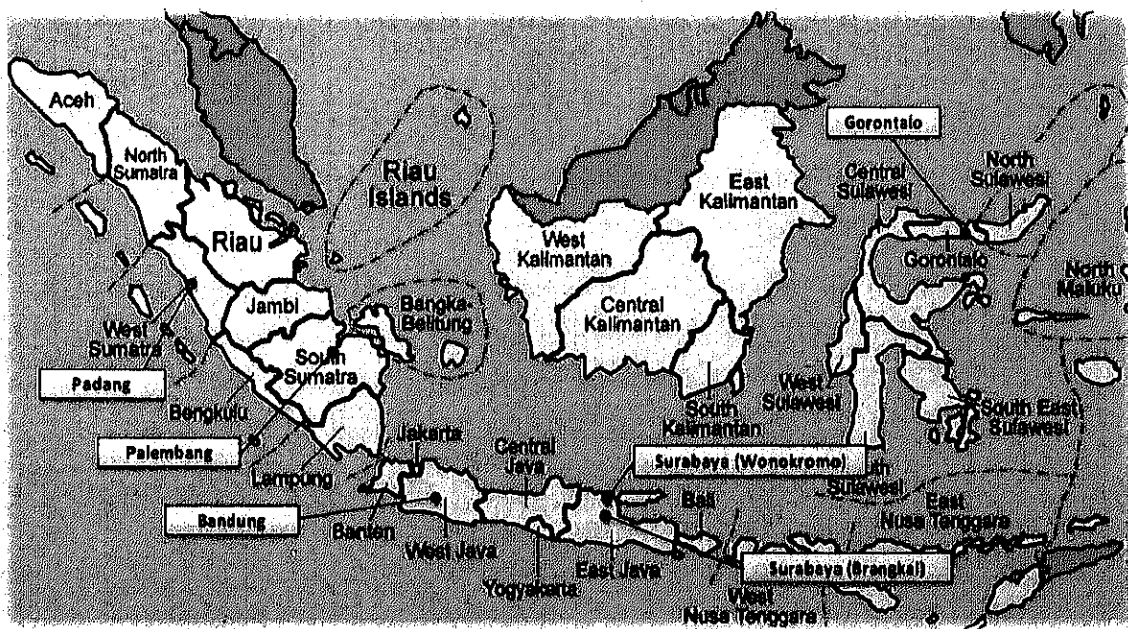 Aceh
North
Sumatra
Riau
Islands
Riau
Jambi
West
Sumatra
Padang
Bengkulu
South
Sumatra
Bangka-
Belitung
Palembang
Lampung
Jakarta
Bandung
Banten
West Java
Central
Java
Yogyakarta
East Java
Bali
West
Kalimantan
Central
Kalimantan
East
Kalimantan
South
Kalimantan
Gorontalo
Central
Sulawesi
North
Sulawesi
Gorontalo
North
Maluku
West
Sulawesi
South East
Sulawesi
Surabaya (Wonokromo)
Sulawesi
East
Nusa Tenggara
Surabaya (Brangkal)
West
Nusa Tenggara